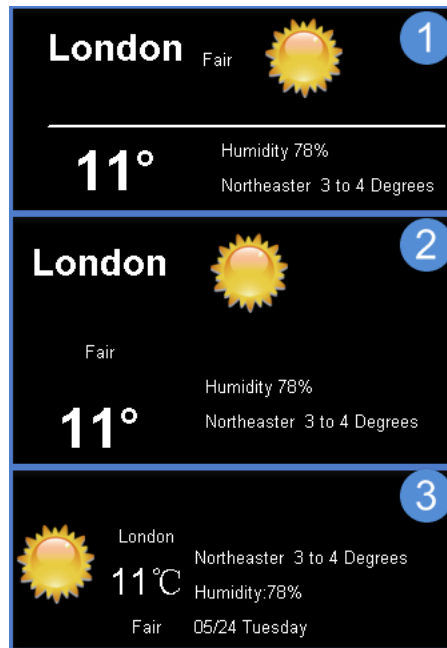 London Fair 1
11° Humidity 78%
Northeaster 3 to 4 Degrees
London 2
Fair
Humidity 78%
11° Northeaster 3 to 4 Degrees
3
London
Northeaster 3 to 4 Degrees
11℃ Humidity:78%
Fair 05/24 Tuesday